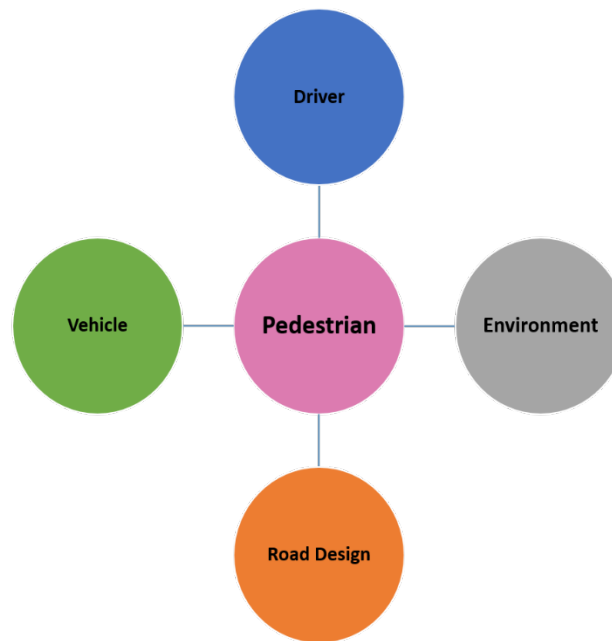 Driver
Vehicle
Pedestrian
Environment
Road Design